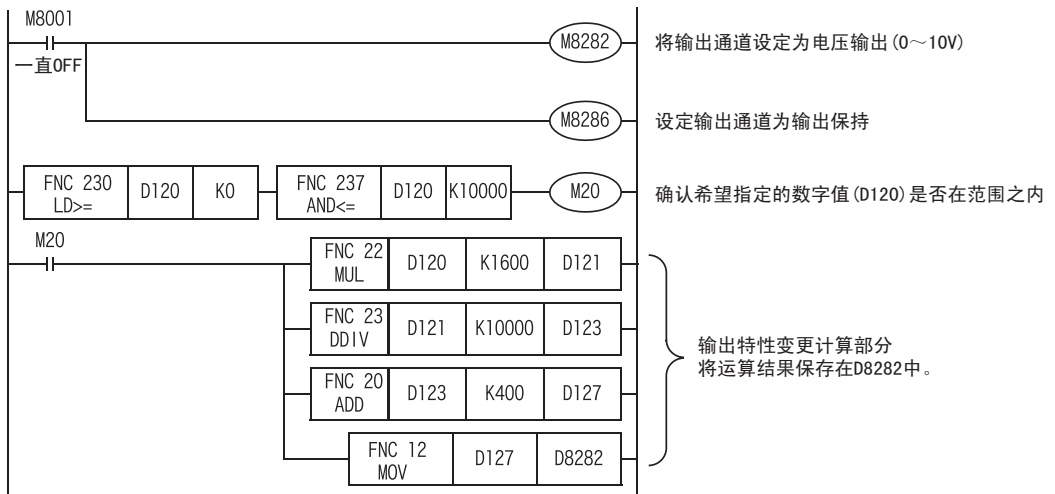 M8001
一直OFF
M8282
将输出通道设定为电压输出(0～10V)
M8286
设定输出通道为输出保持
FNC 230
LD>=
D120
K0
FNC 237
AND<=
D120
K10000
M20
确认希望指定的数字值(D120)是否在范围之内
M20
FNC 22
MUL
D120
K1600
D121
FNC 23
DDIV
D121
K10000
D123
FNC 20
ADD
D123
K400
D127
FNC 12
MOV
D127
D8282
输出特性变更计算部分
将运算结果保存在D8282中。